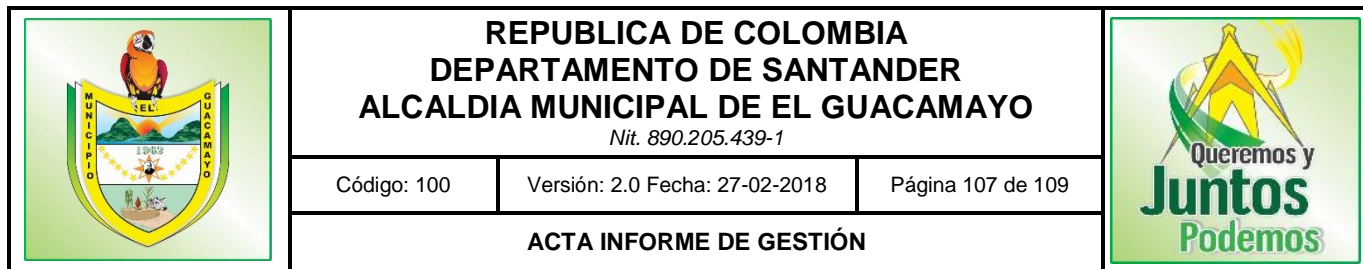 MUNICIPIO
EL
GUACAMAYO
1963
REPUBLICA DE COLOMBIA
DEPARTAMENTO DE SANTANDER
ALCALDIA MUNICIPAL DE EL GUACAMAYO
Nit. 890.205.439-1
Código: 100
Versión: 2.0 Fecha: 27-02-2018
Página 107 de 109
ACTA INFORME DE GESTIÓN
Queremos y
Juntos
Podemos